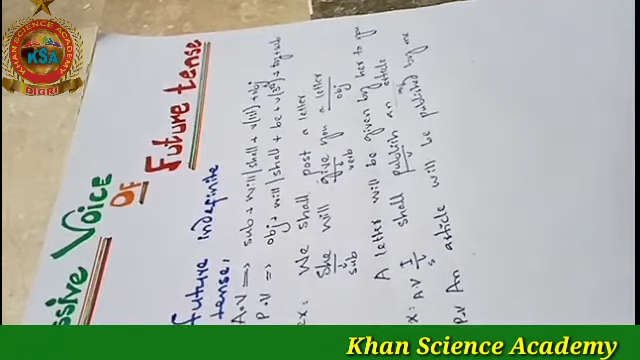 KHAN SCIENCE ACADEMY
KSA
DIGRI
ssive Voice
OF
Future tense
Future indefinite
tense,
A.V => sub + will/shall + v(1st) + obj
P.V => obj + will/shall + be + v(3rd) + by sub
Ex: We shall post a letter
She will give you a letter
sub verb obj
A letter will be given by her to you
X: A.V I shall publish an article
s v
P.V An article will be published by me
Khan Science Academy